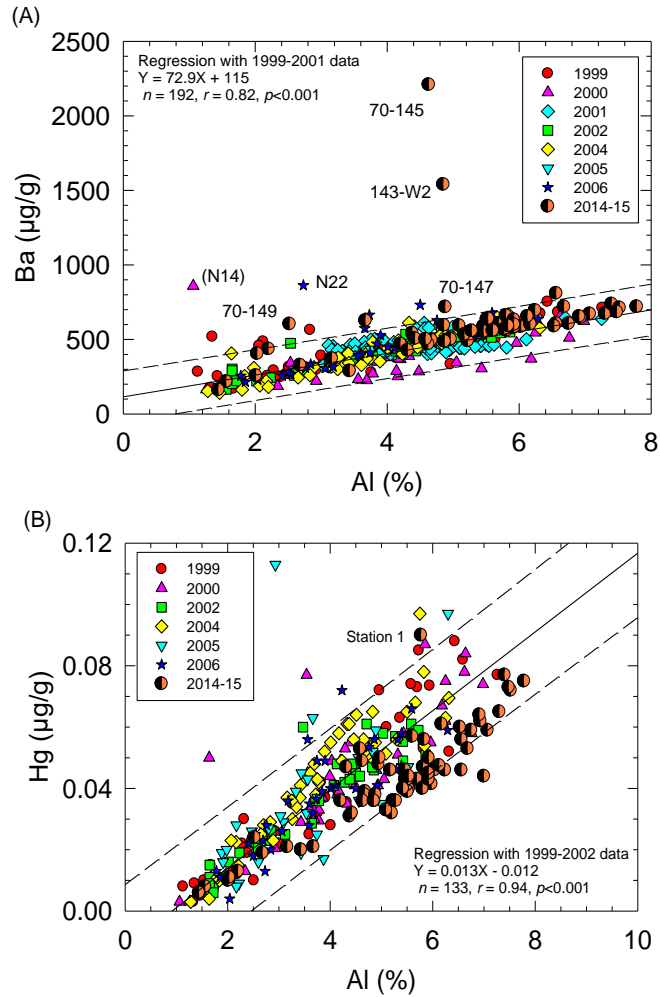 (A)
2500
2000
1500
1000
500
0
Ba (µg/g)
Regression with 1999-2001 data
Y = 72.9X + 115
n = 192, r = 0.82, p<0.001
70-145
143-W2
(N14)
N22
70-147
70-149
1999
2000
2001
2002
2004
2005
2006
2014-15
0 2 4 6 8
Al (%)
(B)
0.12
0.08
0.04
0.00
Hg (µg/g)
1999
2000
2002
2004
2005
2006
2014-15
Station 1
Regression with 1999-2002 data
Y = 0.013X - 0.012
n = 133, r = 0.94, p<0.001
0 2 4 6 8 10
Al (%)